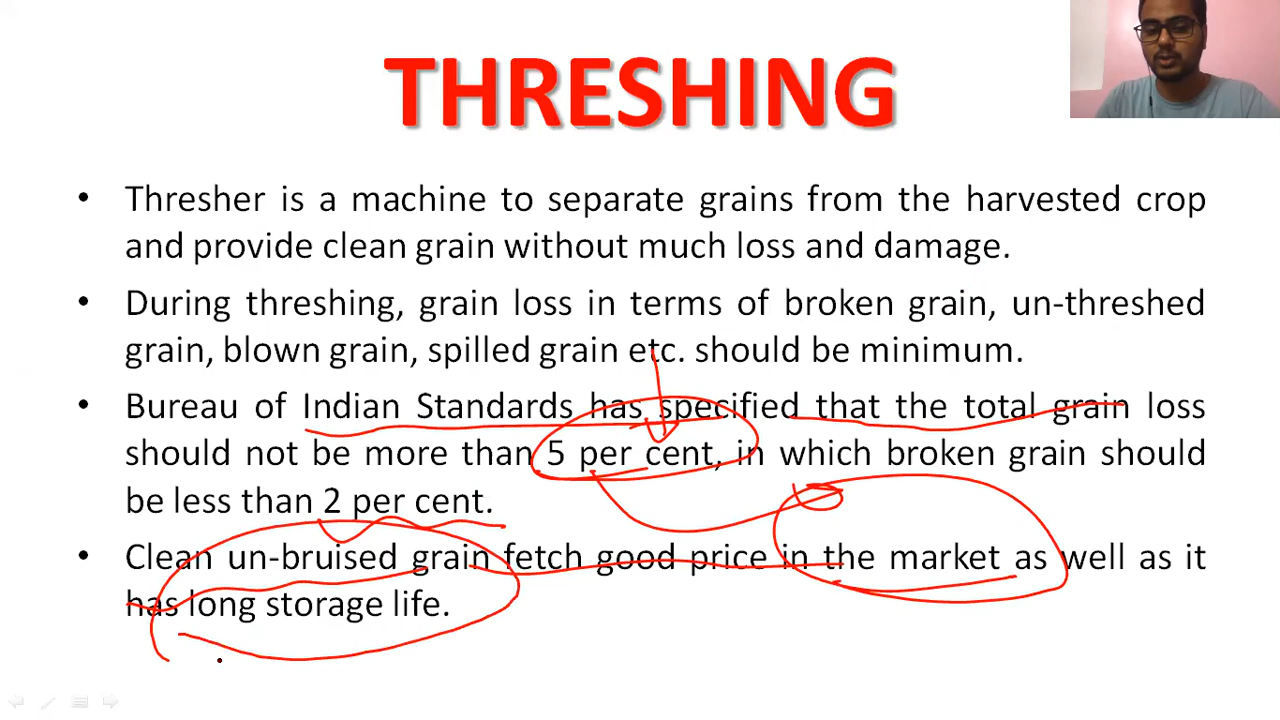 THRESHING
• Thresher is a machine to separate grains from the harvested crop
and provide clean grain without much loss and damage.
• During threshing, grain loss in terms of broken grain, un-threshed
grain, blown grain, spilled grain etc. should be minimum.
• Bureau of Indian Standards has specified that the total grain loss
should not be more than 5 per cent, in which broken grain should
be less than 2 per cent.
• Clean un-bruised grain fetch good price in the market as well as it
has long storage life.